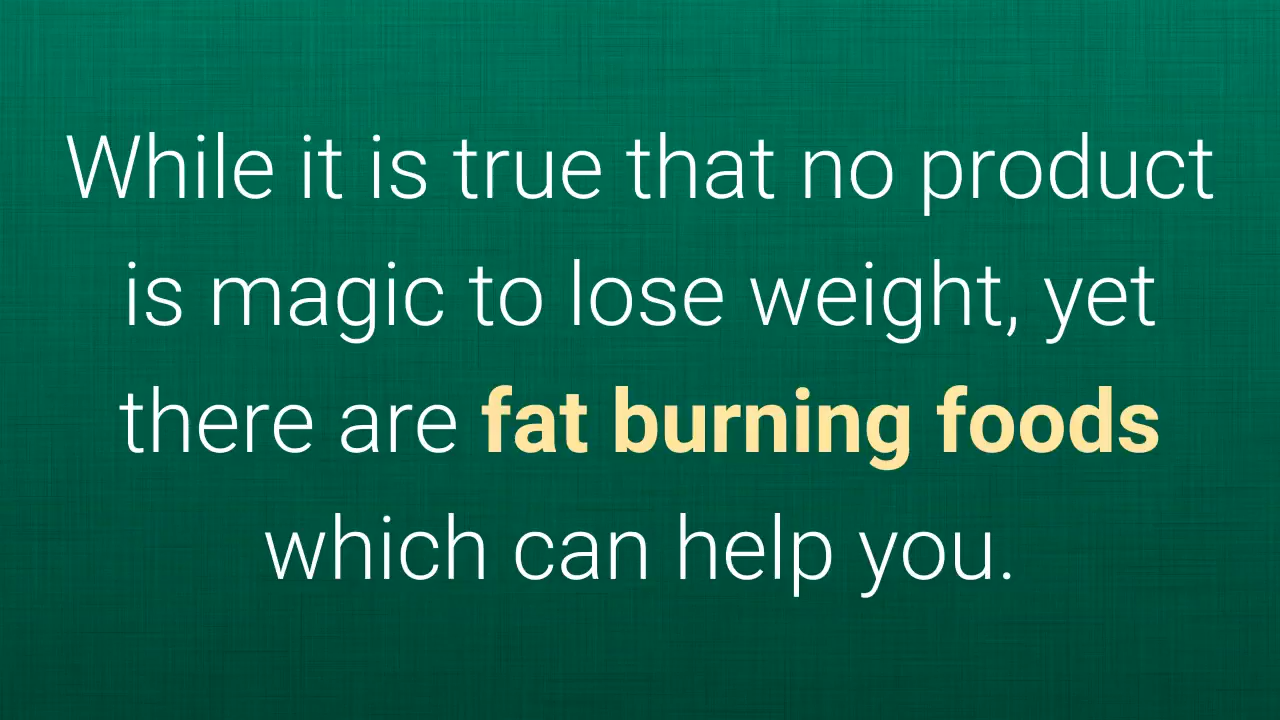 While it is true that no product
is magic to lose weight, yet
there are fat burning foods
which can help you.